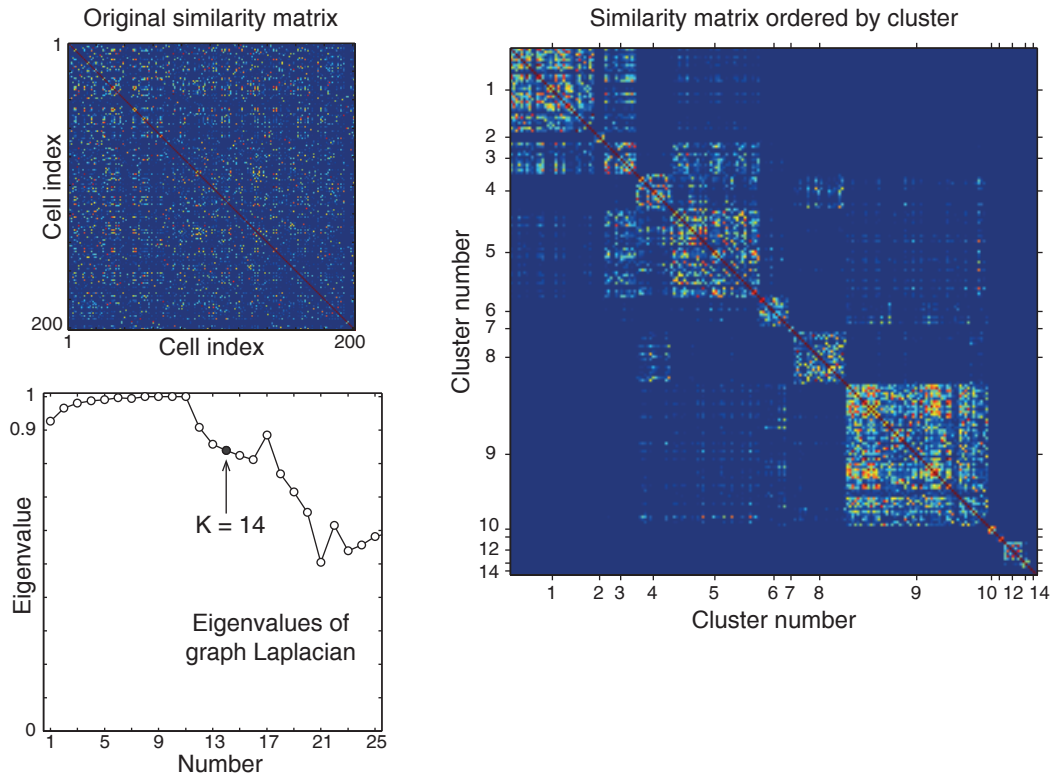 Original similarity matrix
1
Cell index
200
1
200
Cell index
Similarity matrix ordered by cluster
Cluster number
1
2
3
4
5
6
7
8
9
10
12
14
1 2 3 4 5 6 7 8 9 10 12 14
Cluster number
1
0.9
Eigenvalue
K = 14
Eigenvalues of
graph Laplacian
0
1 5 9 13 17 21 25
Number